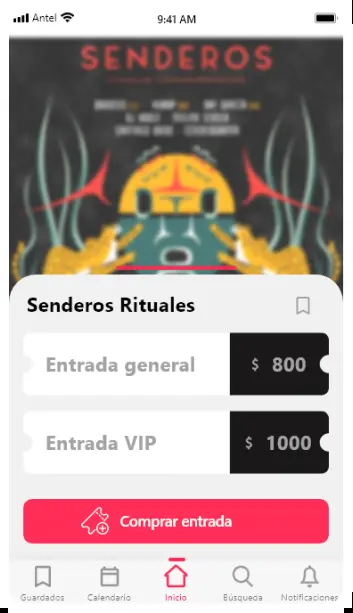 Antel 9:41 AM
SENDEROS
Senderos Rituales
Entrada general $ 800
Entrada VIP $ 1000
Comprar entrada
Guardados Calendario Inicio Búsqueda Notificaciones